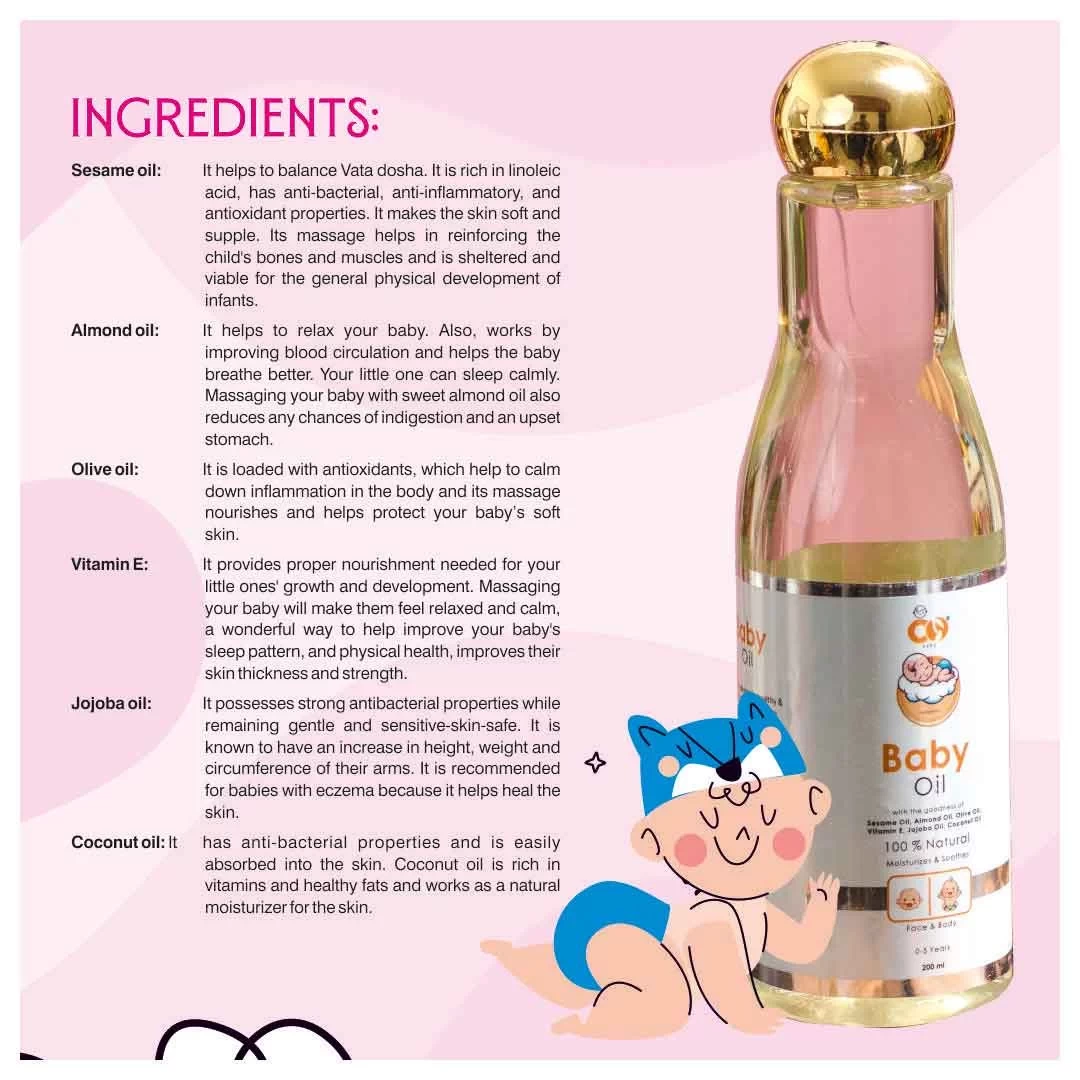 INGREDIENTS:
Sesame oil: It helps to balance Vata dosha. It is rich in linoleic
acid, has anti-bacterial, anti-inflammatory, and
antioxidant properties. It makes the skin soft and
supple. Its massage helps in reinforcing the
child's bones and muscles and is sheltered and
viable for the general physical development of
infants.
Almond oil: It helps to relax your baby. Also, works by
improving blood circulation and helps the baby
breathe better. Your little one can sleep calmly.
Massaging your baby with sweet almond oil also
reduces any chances of indigestion and an upset
stomach.
Olive oil: It is loaded with antioxidants, which help to calm
down inflammation in the body and its massage
nourishes and helps protect your baby's soft
skin.
Vitamin E: It provides proper nourishment needed for your
little ones' growth and development. Massaging
your baby will make them feel relaxed and calm,
a wonderful way to help improve your baby's
sleep pattern, and physical health, improves their
skin thickness and strength.
Jojoba oil: It possesses strong antibacterial properties while
remaining gentle and sensitive-skin-safe. It is
known to have an increase in height, weight and
circumference of their arms. It is recommended
for babies with eczema because it helps heal the
skin.
Coconut oil: It has anti-bacterial properties and is easily
absorbed into the skin. Coconut oil is rich in
vitamins and healthy fats and works as a natural
moisturizer for the skin.
Baby
Oil
with the goodness of
Sesame Oil, Almond Oil, Olive Oil,
Vitamin E, Jojoba Oil, Coconut Oil
100 % Natural
Moisturizes & Soothes
Face & Body
0-5 Years
200 ml
Oil